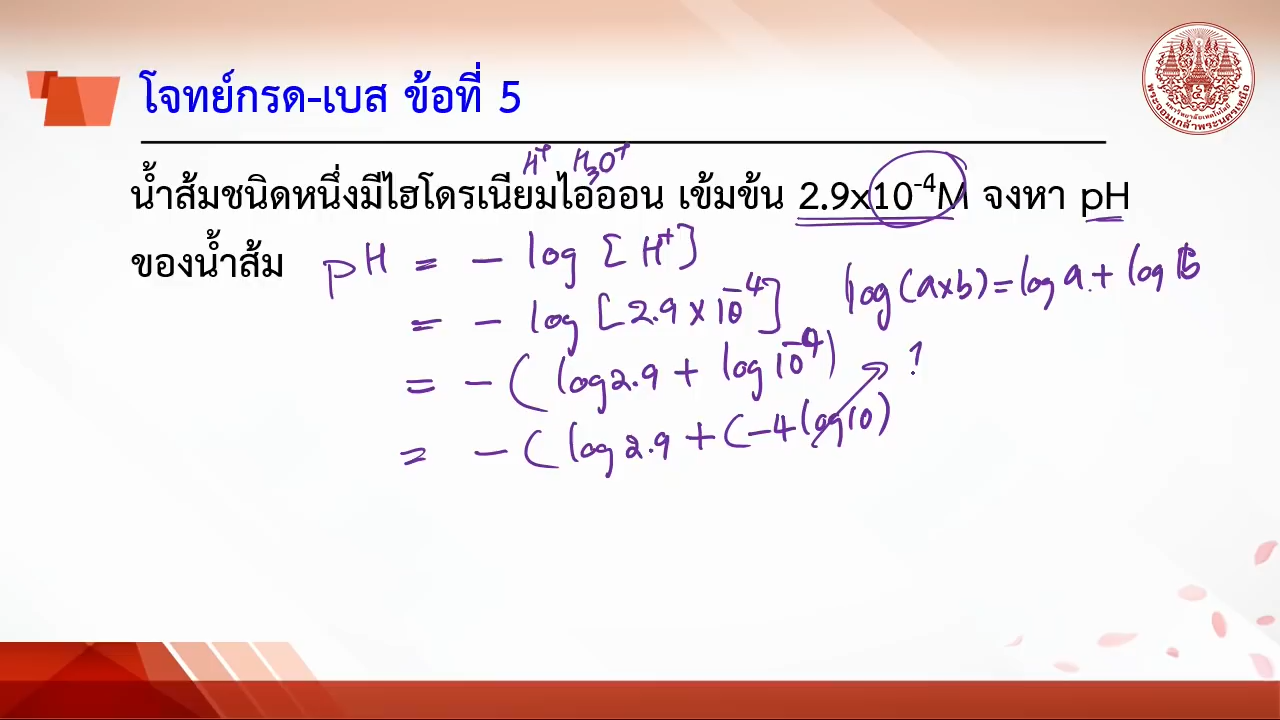 โจทย์กรด-เบส ข้อที่ 5
H⁺ H₃O⁺
น้ำส้มชนิดหนึ่งมีไฮโดรเนียมไอออน เข้มข้น 2.9x10⁻⁴M จงหา pH
ของน้ำส้ม
pH = - log [H⁺]
log (a×b) = log a + log b
= - log [2.9 × 10⁻⁴]
= - (log 2.9 + log 10⁻⁴)
1
= - (log 2.9 + (-4 log 10)